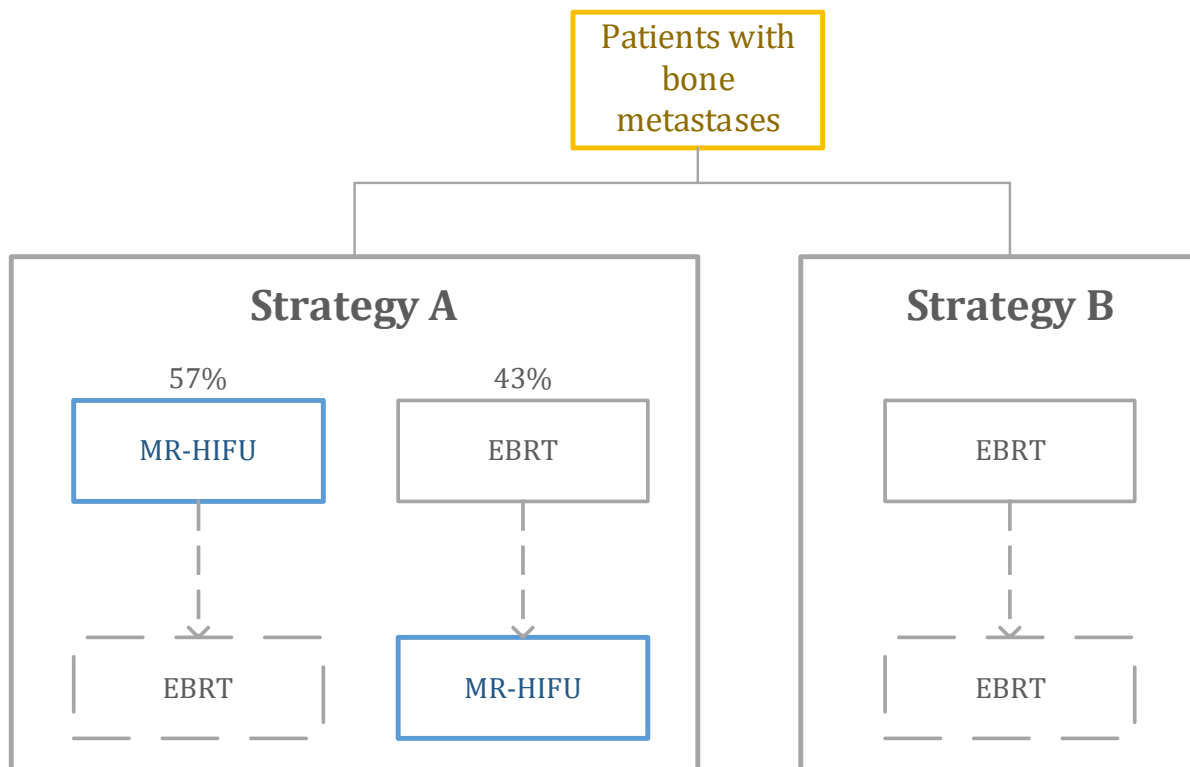 Patients with
bone
metastases
Strategy A
57%
43%
MR-HIFU
EBRT
EBRT
MR-HIFU
Strategy B
EBRT
EBRT